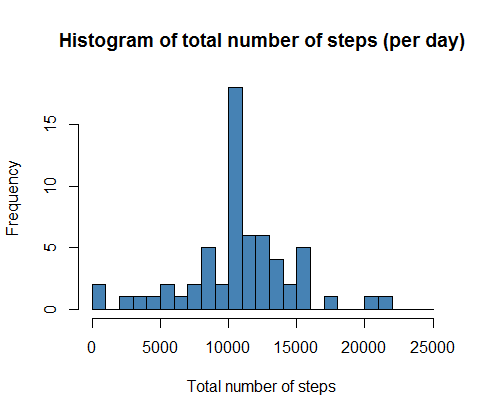 Histogram of total number of steps (per day)
Frequency
15
10
5
0
0 5000 10000 15000 20000 25000
Total number of steps